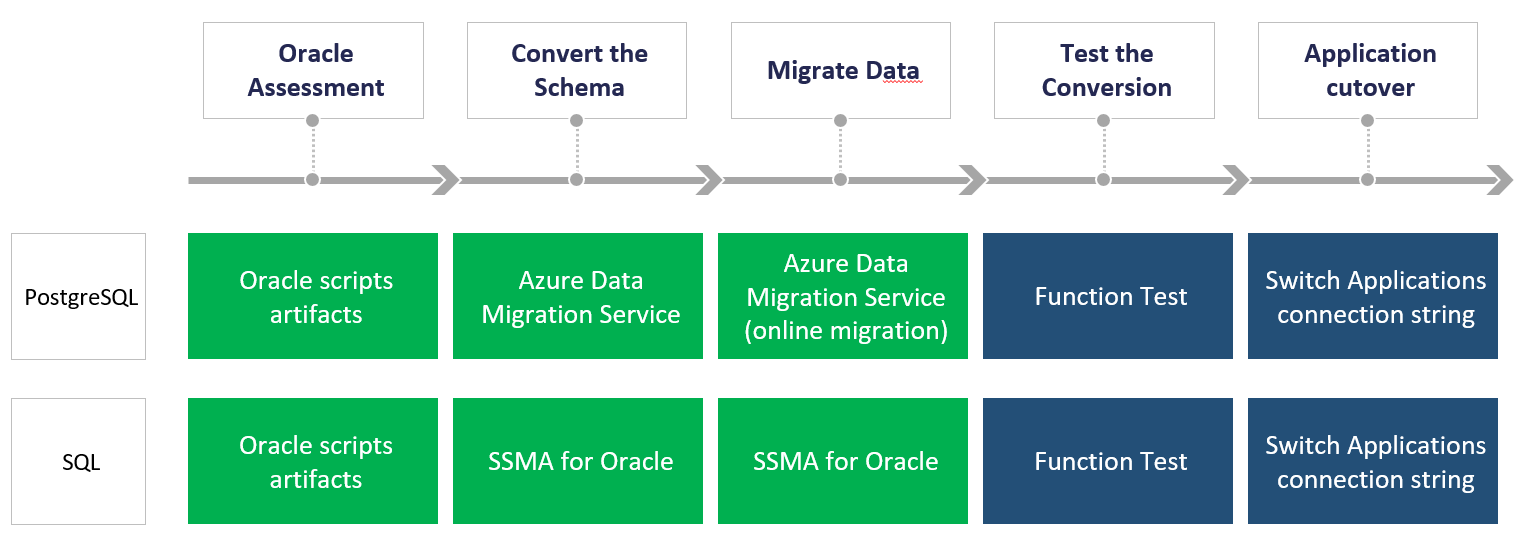 Oracle
Assessment
Convert the
Schema
Migrate Data
Test the
Conversion
Application
cutover
PostgreSQL
Oracle scripts
artifacts
Azure Data
Migration Service
Azure Data
Migration Service
(online migration)
Function Test
Switch Applications
connection string
SQL
Oracle scripts
artifacts
SSMA for Oracle
SSMA for Oracle
Function Test
Switch Applications
connection string